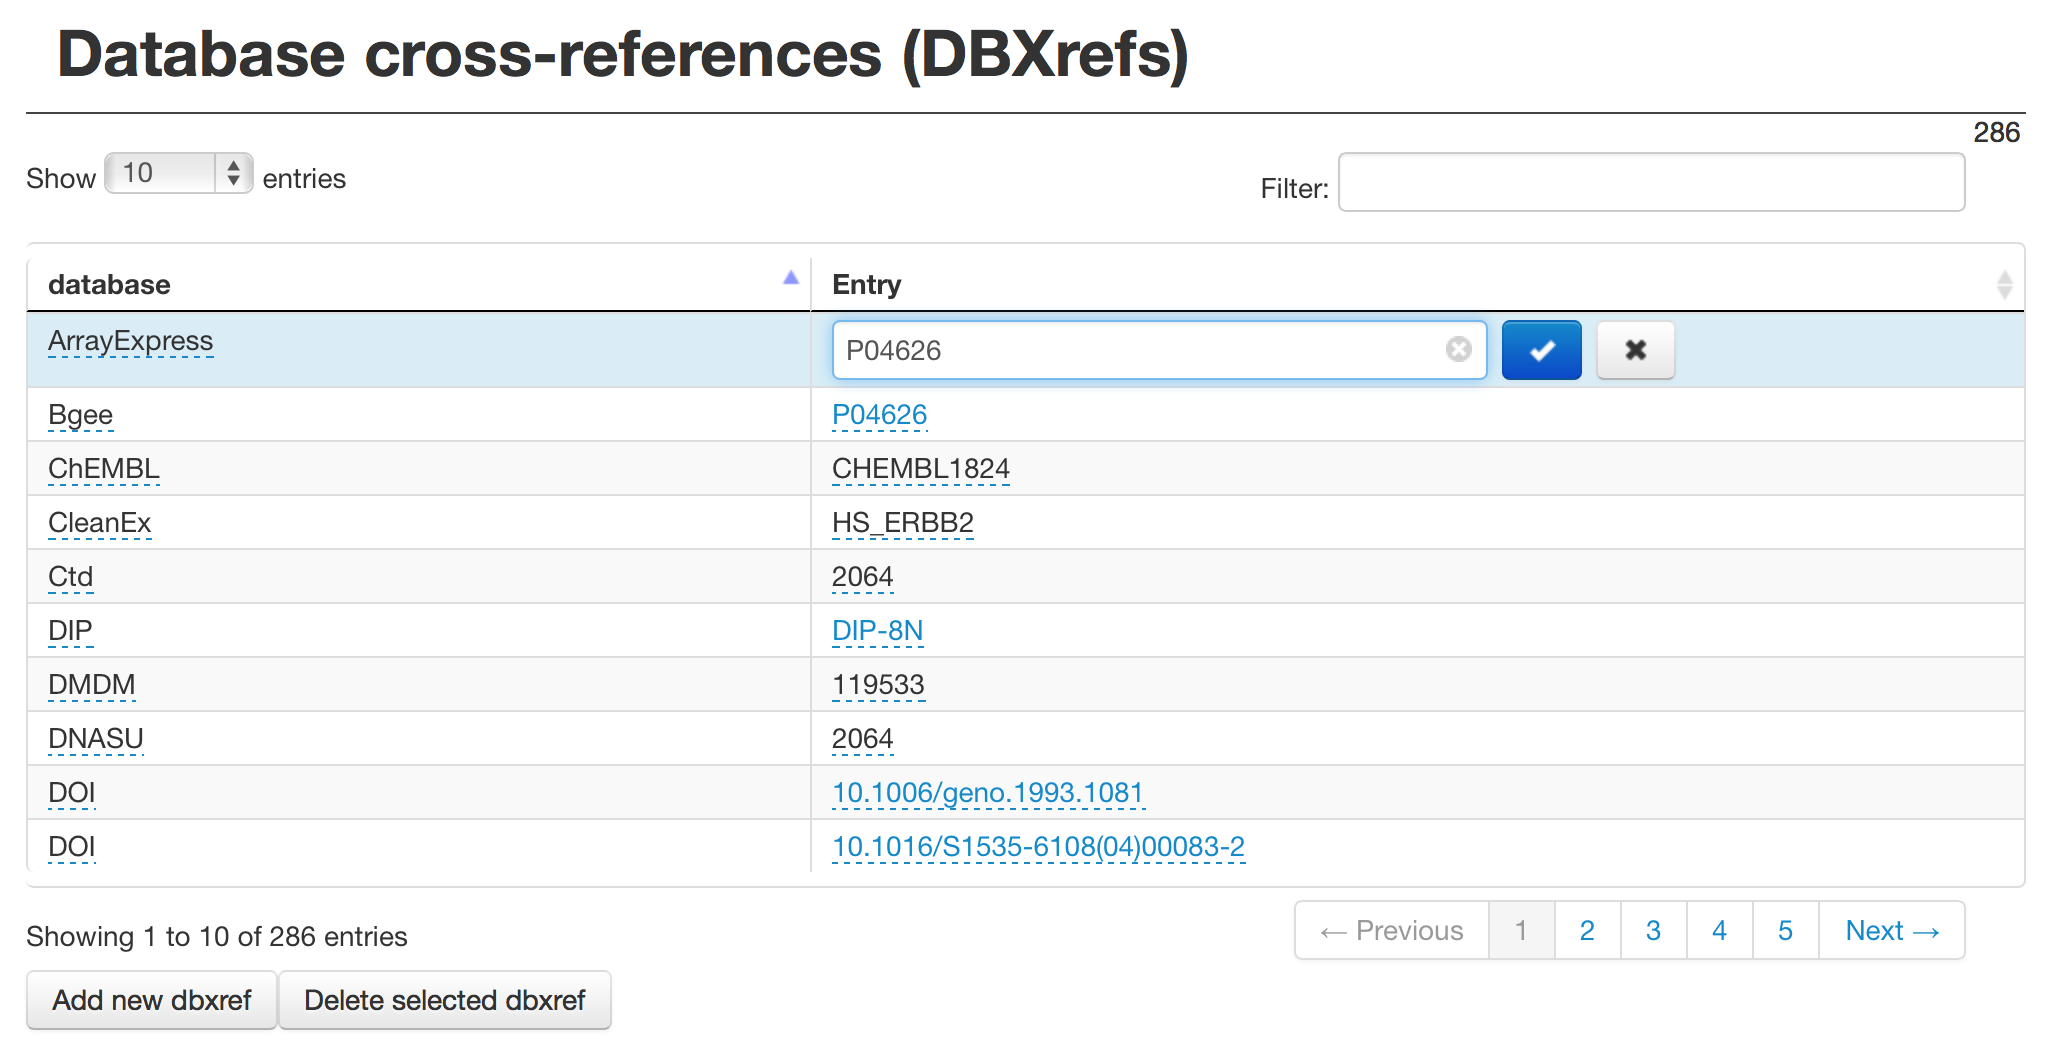 Database cross-references (DBXrefs)
286
Show 10 entries
Filter:
database Entry
ArrayExpress P04626
Bgee P04626
ChEMBL CHEMBL1824
CleanEx HS_ERBB2
Ctd 2064
DIP DIP-8N
DMDM 119533
DNASU 2064
DOI 10.1006/geno.1993.1081
DOI 10.1016/S1535-6108(04)00083-2
Showing 1 to 10 of 286 entries
← Previous 1 2 3 4 5 Next →
Add new dbxref Delete selected dbxref